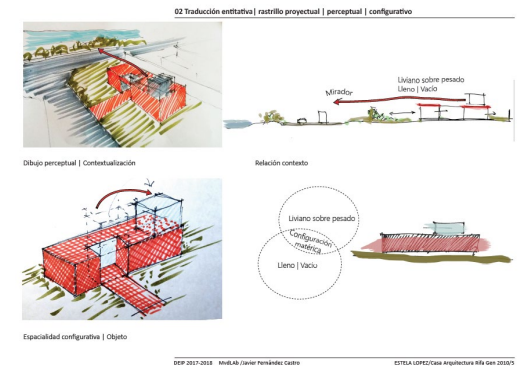 02 Traducción entitativa| rastrillo proyectual | perceptual | configurativo
Mirador
Liviano sobre pesado
Lleno | Vacío
Dibujo perceptual | Contextualización
Relación contexto
Liviano sobre pesado
Configuración
matérica
Lleno | Vacío
Espacialidad configurativa | Objeto
DEIP 2017-2018 MvdLAb /Javier Fernández Castro
ESTELA LOPEZ/Casa Arquitectura Rifa Gen 2010/5